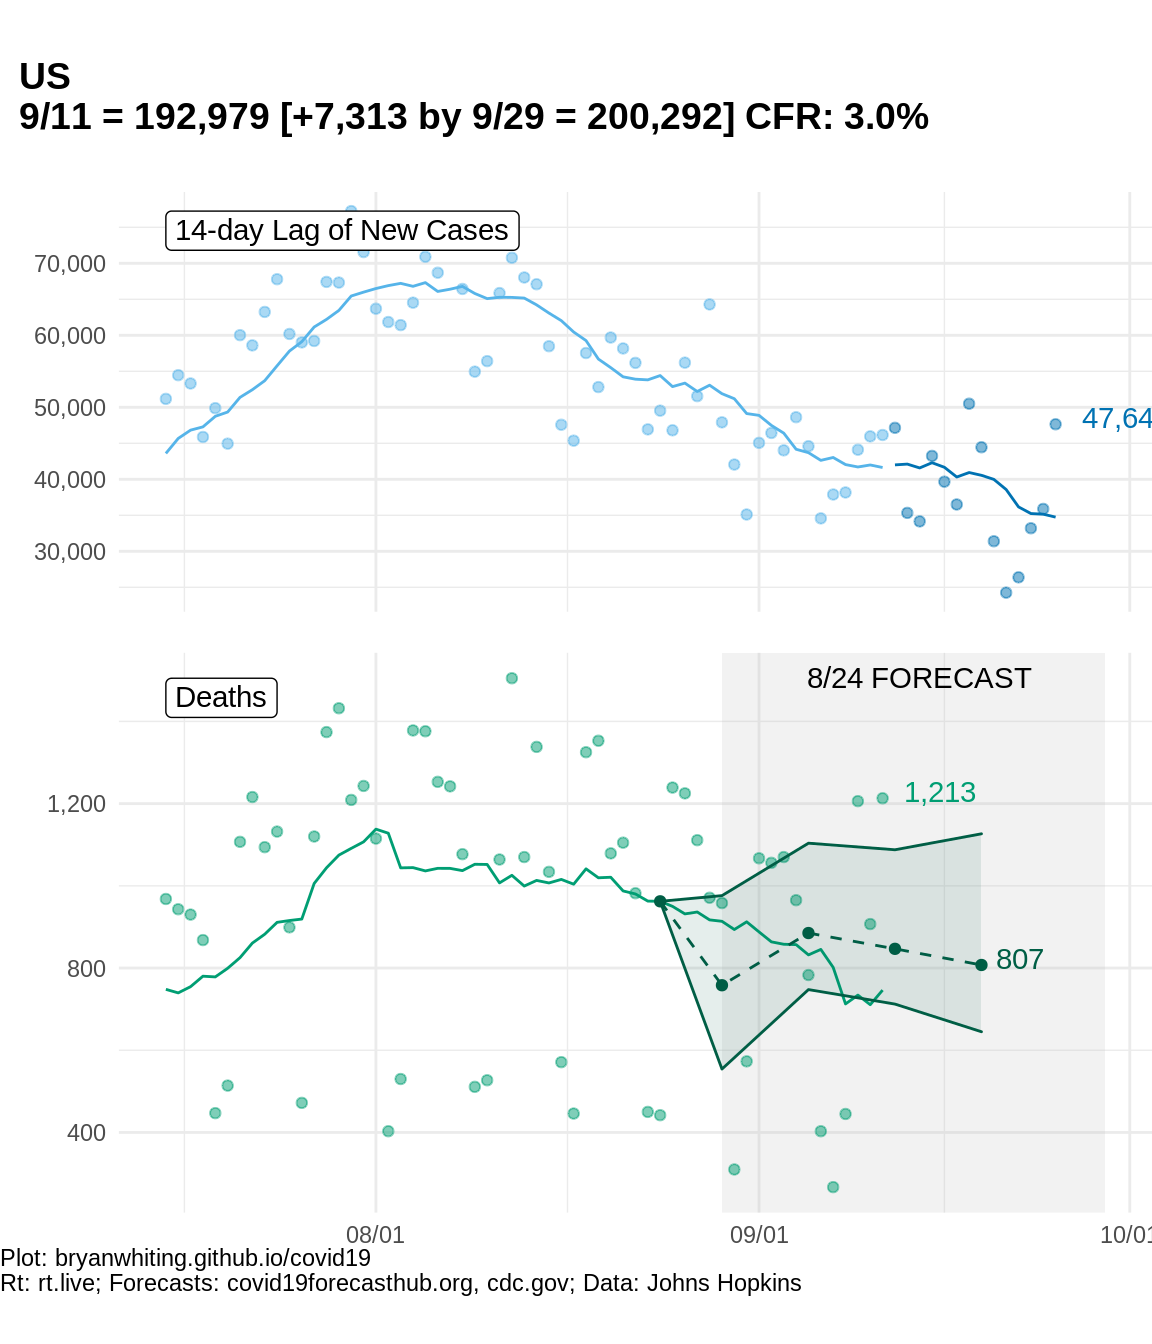 US
9/11 = 192,979 [+7,313 by 9/29 = 200,292] CFR: 3.0%
14-day Lag of New Cases
70,000
60,000
50,000
40,000
30,000
47,64
Deaths
8/24 FORECAST
1,213
807
1,200
800
400
08/01
09/01
10/01
Plot: bryanwhiting.github.io/covid19
Rt: rt.live; Forecasts: covid19forecasthub.org, cdc.gov; Data: Johns Hopkins